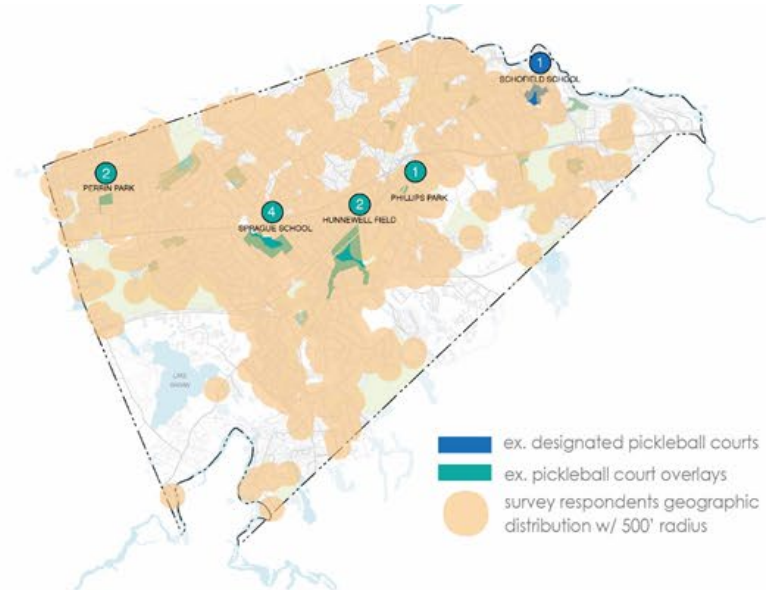 1
SCHOFIELD SCHOOL
2
PERRIN PARK
1
PHILLIPS PARK
4
SPRAGUE SCHOOL
2
HUNNEWELL FIELD
LAKE
ex. designated pickleball courts
ex. pickleball court overlays
survey respondents geographic
distribution w/ 500' radius